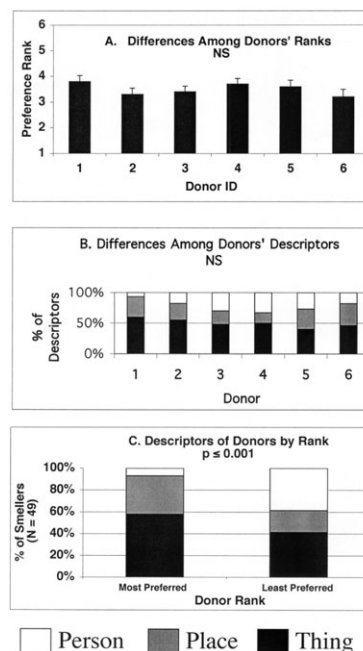 A. Differences Among Donors' Ranks
NS
Preference Rank
6
5
4
3
2
1
1 2 3 4 5 6
Donor ID
B. Differences Among Donors' Descriptors
NS
% of
Descriptors
100%
50%
0%
1 2 3 4 5 6
Donor
C. Descriptors of Donors by Rank
p ≤ 0.001
% of Smellers
(N = 49)
100%
80%
60%
40%
20%
0%
Most Preferred Least Preferred
Donor Rank
Person Place Thing